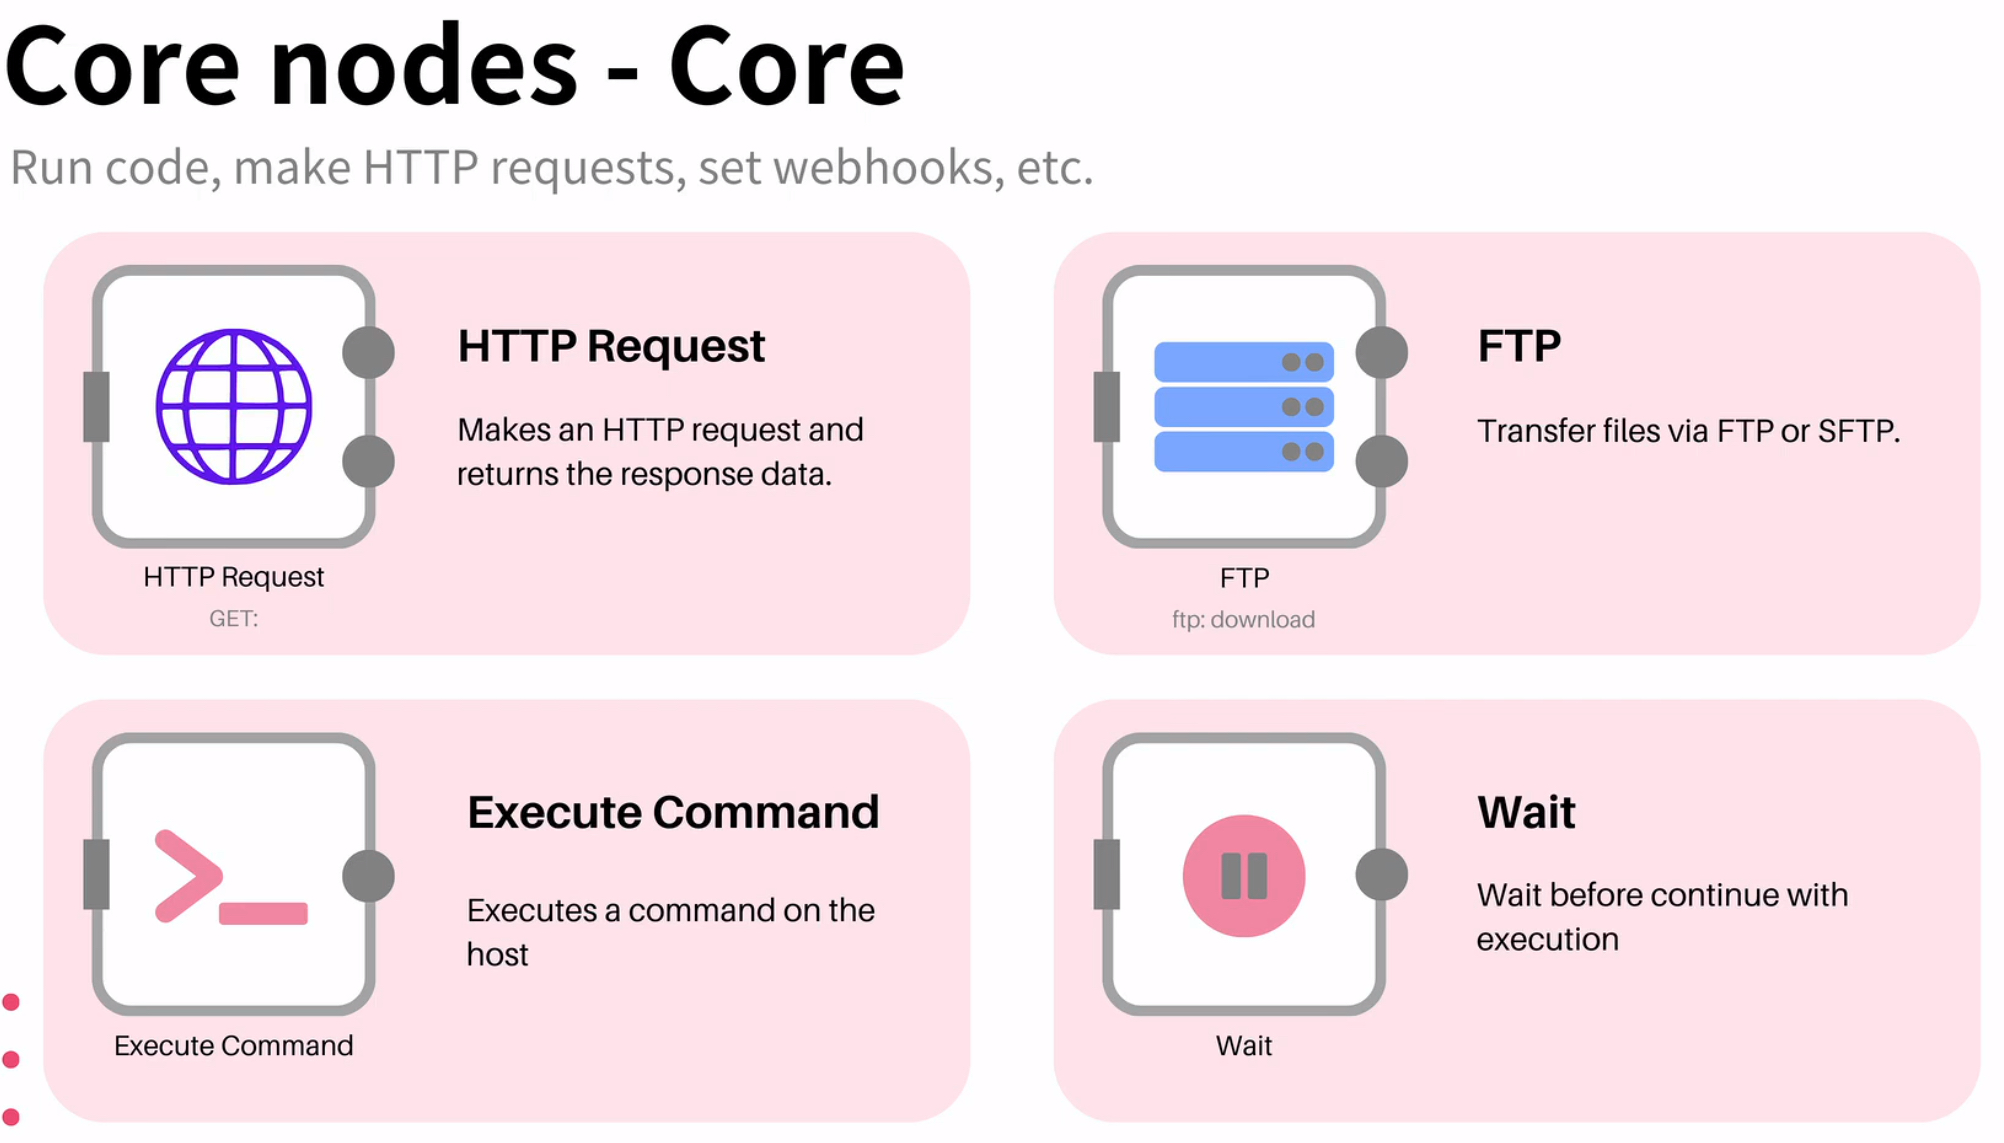 Core nodes - Core
Run code, make HTTP requests, set webhooks, etc.
HTTP Request
Makes an HTTP request and
returns the response data.
HTTP Request
GET:
FTP
Transfer files via FTP or SFTP.
FTP
ftp: download
Execute Command
Executes a command on the
host
Execute Command
Wait
Wait before continue with
execution
Wait